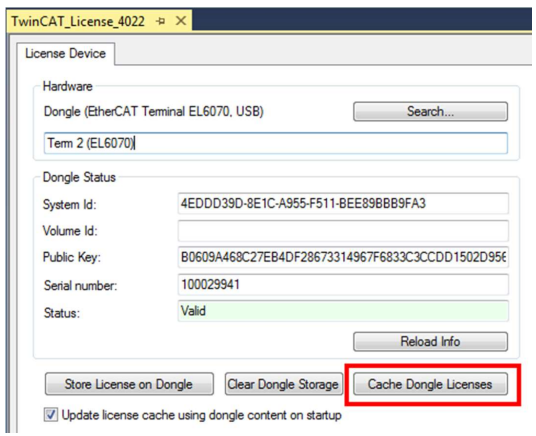 TwinCAT_License_4022
License Device
Hardware
Dongle (EtherCAT Terminal EL6070, USB)
Search...
Term 2 (EL6070)
Dongle Status
System Id: 4EDDD39D-8E1C-A955-F511-BEE89BBB9FA3
Volume Id:
Public Key: B0609A468C27EB4DF28673314967F6833C3CCDD1502D956
Serial number: 100029941
Status: Valid
Reload Info
Store License on Dongle Clear Dongle Storage Cache Dongle Licenses
Update license cache using dongle content on startup